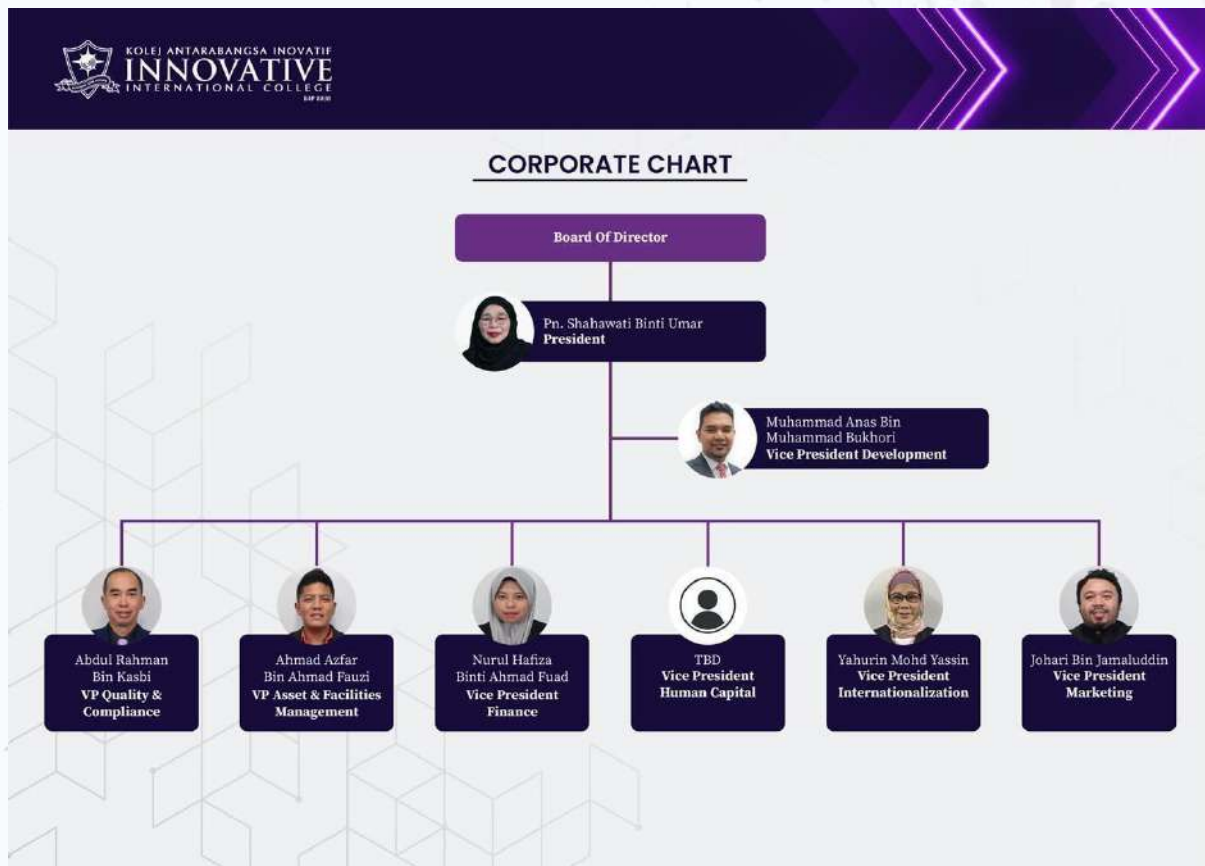 KOLEJ ANTARABANGSA INOVATIF
INNOVATIVE
INTERNATIONAL COLLEGE
CORPORATE CHART
Board Of Director
Pn. Shahawati Binti Umar
President
Muhammad Anas Bin
Muhammad Bukhori
Vice President Development
Abdul Rahman
Bin Kasbi
VP Quality &
Compliance
Ahmad Azfar
Bin Ahmad Fauzi
VP Asset & Facilities
Management
Nurul Hafiza
Binti Ahmad Fuad
Vice President
Finance
TBD
Vice President
Human Capital
Yahurin Mohd Yassin
Vice President
Internationalization
Johari Bin Jamaluddin
Vice President
Marketing